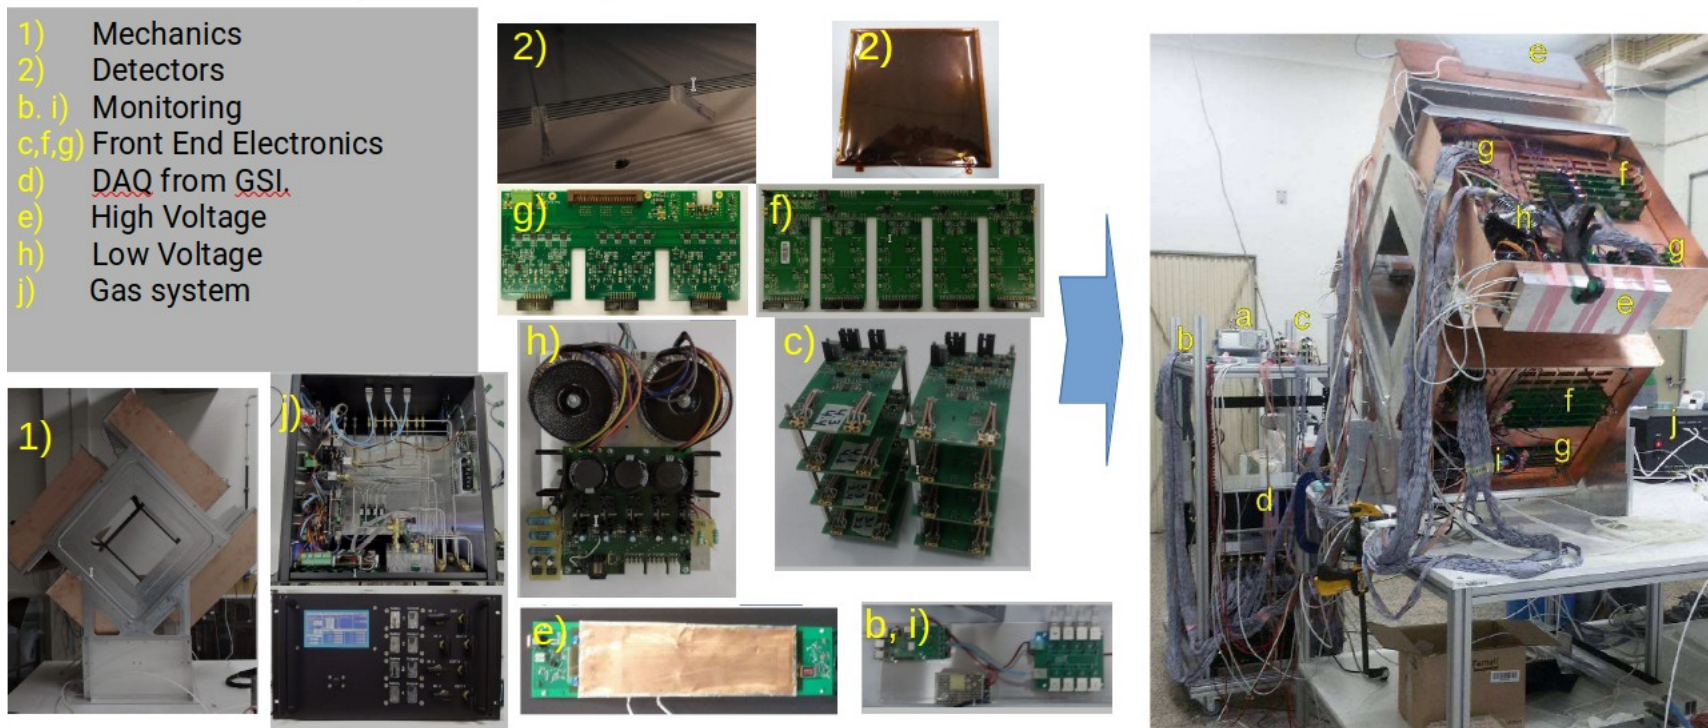 1) Mechanics
2) Detectors
b. i) Monitoring
c,f,g) Front End Electronics
d) DAQ from GSI.
e) High Voltage
h) Low Voltage
j) Gas system
2)
2)
g)
f)
h)
c)
1)
j)
e)
b, i)
e
g
f
h
g
e
a
c
b
f
j
g
i
d
Farnell